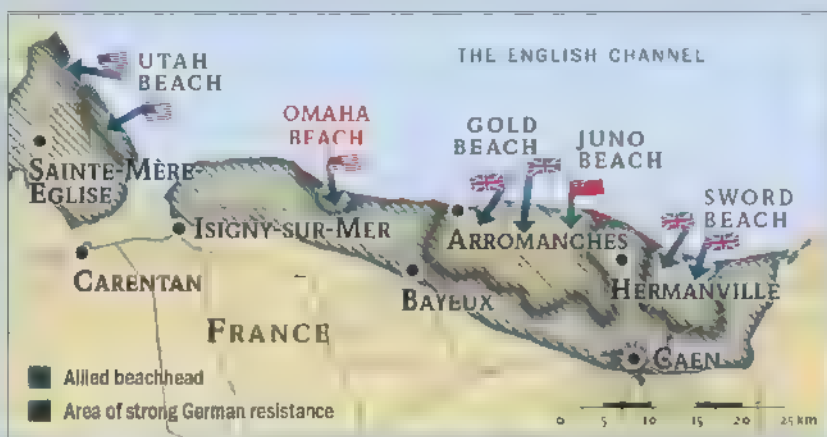 THE ENGLISH CHANNEL
UTAH
BEACH
OMAHA
BEACH
GOLD
BEACH
JUNO
BEACH
SWORD
BEACH
SAINTE-MÈRE-
EGLISE
ISIGNY-SUR-MER
ARROMANCHES
CARENTAN
BAYEUX
HERMANVILLE
FRANCE
CAEN
Allied beachhead
Area of strong German resistance
0 5 10 15 20 25 km